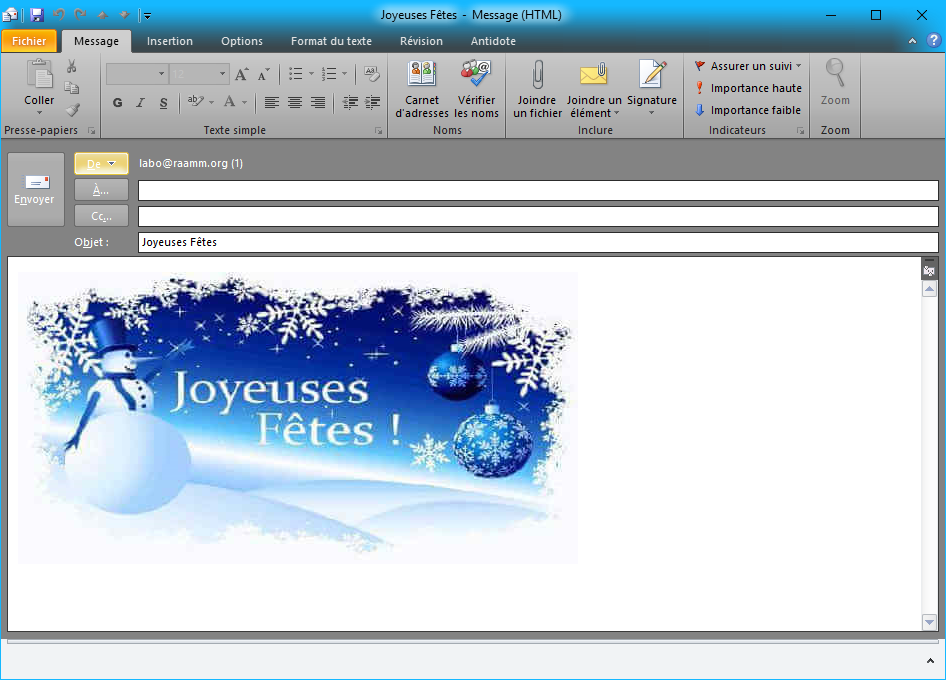 Joyeuses Fêtes - Message (HTML)
Fichier Message Insertion Options Format du texte Révision Antidote
Coller
Presse-papiers
12
A A
G I S ab A
Texte simple
Carnet d'adresses
Vérifier les noms
Noms
Joindre un fichier
Joindre un élément
Signature
Inclure
Assurer un suivi
Importance haute
Importance faible
Indicateurs
Zoom
Zoom
Envoyer
De labo@raamm.org (1)
À...
Cc...
Objet : Joyeuses Fêtes
Joyeuses
Fêtes !